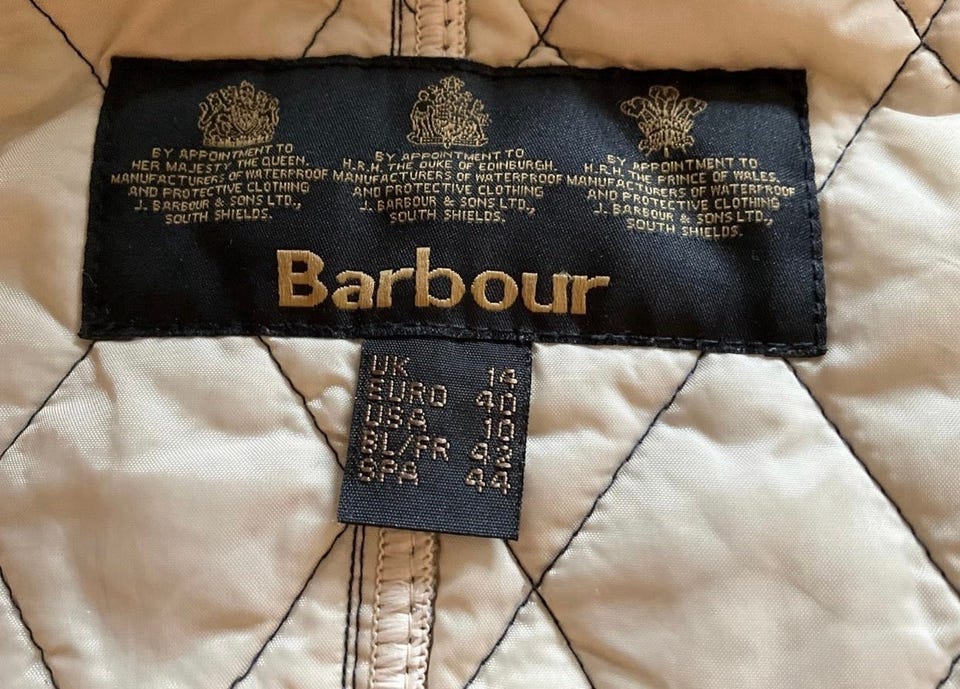 BY APPOINTMENT TO
HER MAJESTY THE QUEEN.
MANUFACTURERS OF WATERPROOF
AND PROTECTIVE CLOTHING
J. BARBOUR & SONS LTD.,
SOUTH SHIELDS.
BY APPOINTMENT TO
H.R.H. THE DUKE OF EDINBURGH.
MANUFACTURERS OF WATERPROOF
AND PROTECTIVE CLOTHING
J. BARBOUR & SONS LTD.,
SOUTH SHIELDS.
BY APPOINTMENT TO
H.R.H. THE PRINCE OF WALES.
MANUFACTURERS OF WATERPROOF
AND PROTECTIVE CLOTHING
J. BARBOUR & SONS LTD.,
SOUTH SHIELDS.
Barbour
UK 14
EURO 40
USA 10
BL/FR 42
SPA 44